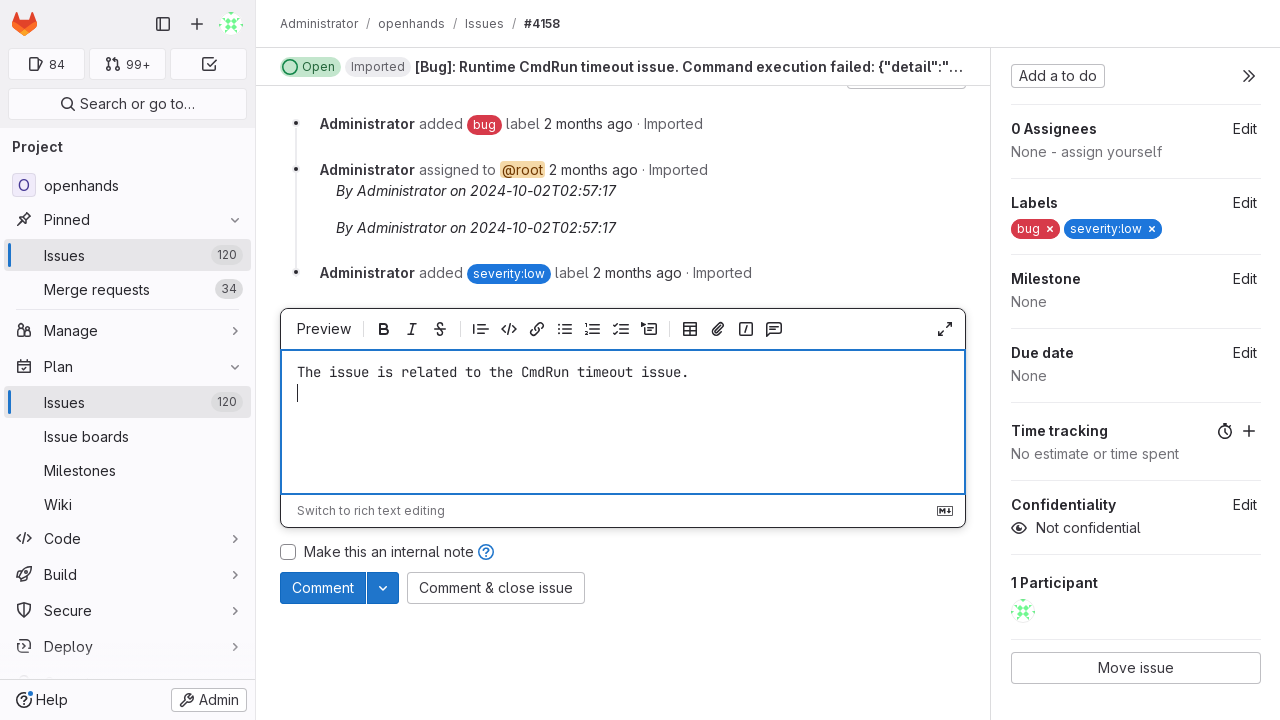 Administrator / openhands / Issues / #4158
84
99+
Search or go to…
Project
O openhands
Pinned
Issues 120
Merge requests 34
Manage
Plan
Issues 120
Issue boards
Milestones
Wiki
Code
Build
Secure
Deploy
Help
Admin
Open Imported [Bug]: Runtime CmdRun timeout issue. Command execution failed: {"detail":"…
Administrator added bug label 2 months ago · Imported
Administrator assigned to @root 2 months ago · Imported
By Administrator on 2024-10-02T02:57:17
By Administrator on 2024-10-02T02:57:17
Administrator added severity:low label 2 months ago · Imported
Preview
The issue is related to the CmdRun timeout issue.
Switch to rich text editing
Make this an internal note
Comment
Comment & close issue
Add a to do
0 Assignees Edit
None - assign yourself
Labels Edit
bug × severity:low ×
Milestone Edit
None
Due date Edit
None
Time tracking
No estimate or time spent
Confidentiality Edit
Not confidential
1 Participant
Move issue